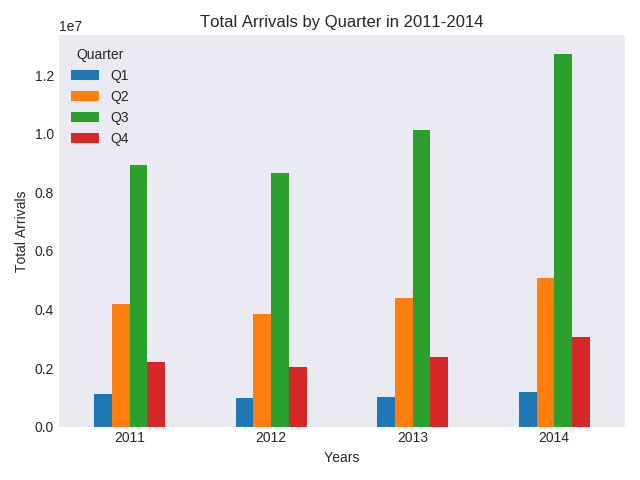 Total Arrivals by Quarter in 2011-2014
1e7
Quarter
Q1
Q2
Q3
Q4
1.2
1.0
0.8
0.6
0.4
0.2
0.0
Total Arrivals
2011 2012 2013 2014
Years